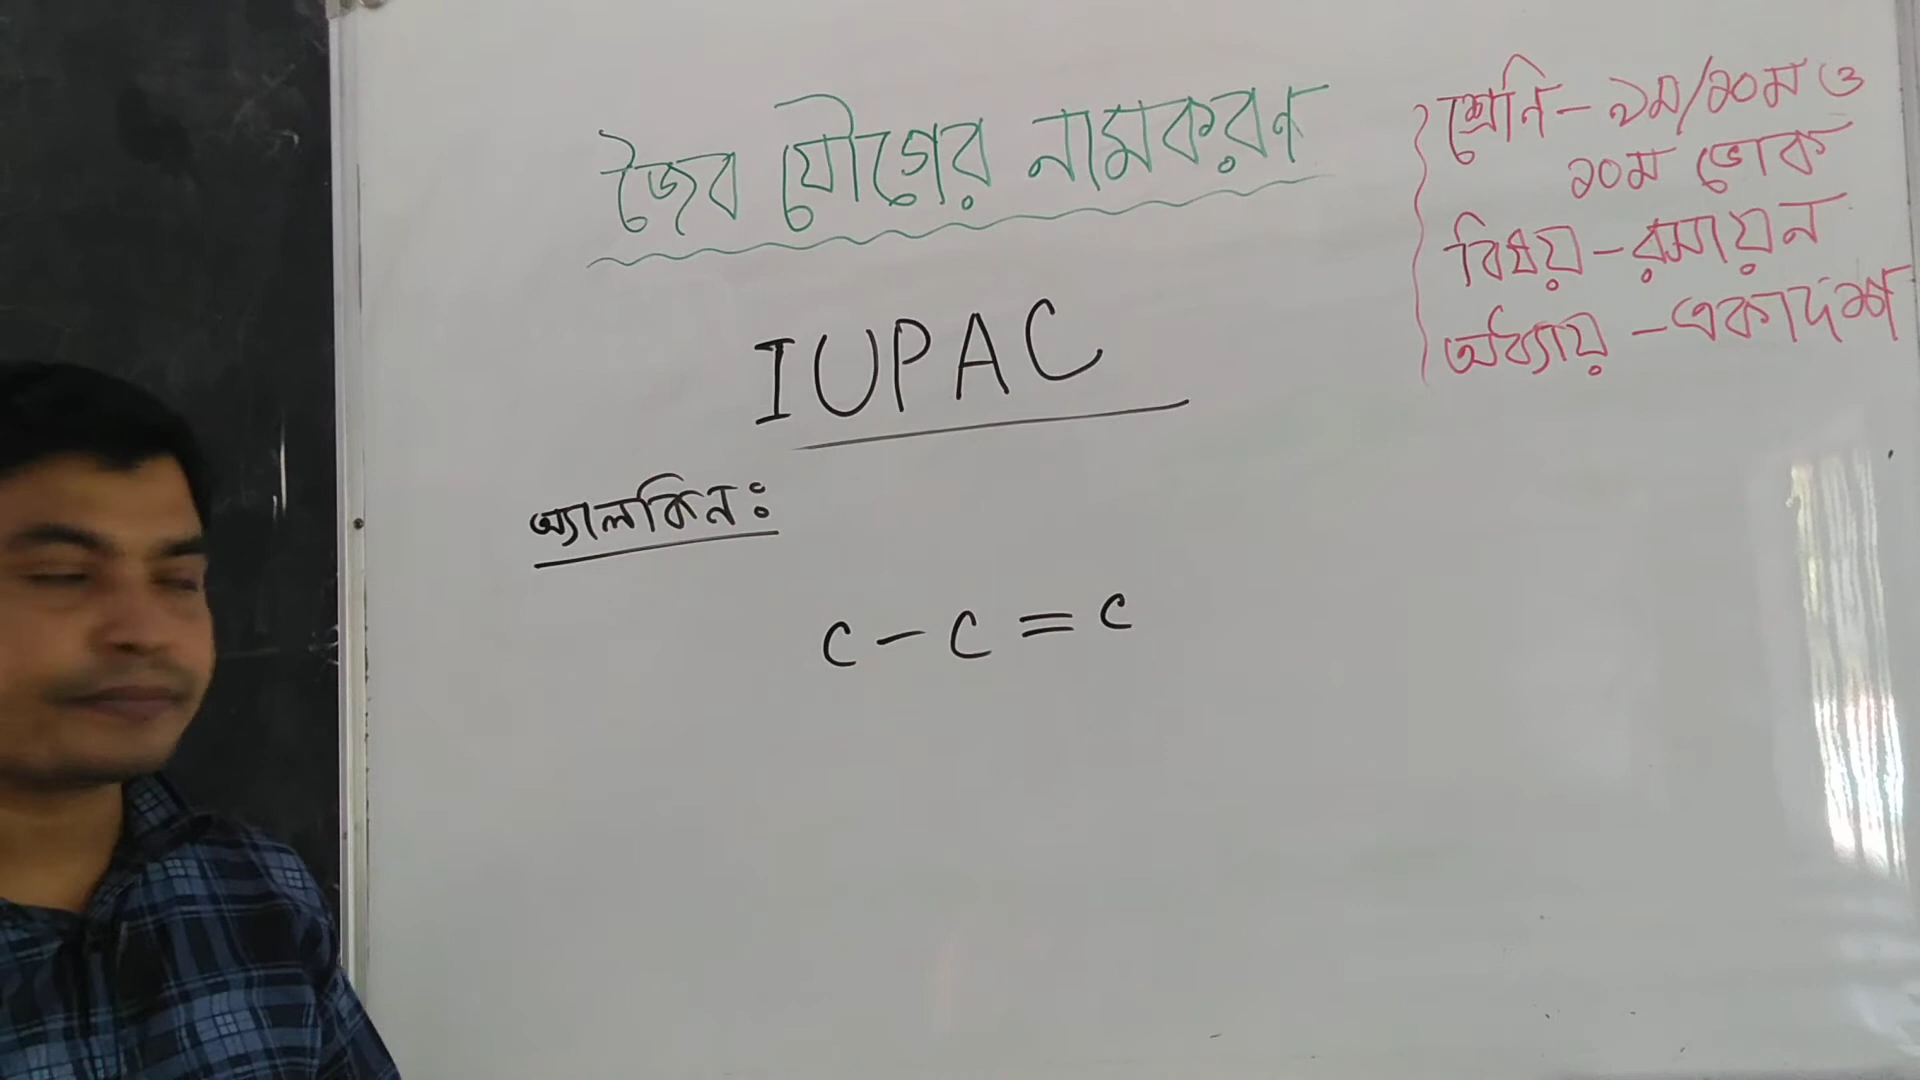 জৈব যৌগের নামকরণ
IUPAC
অ্যালকিনঃ
C - C = C
শ্রেনি - ৯ম/১০ম ও
১০ম ভোক
বিষয় - রসায়ন
অধ্যায় - একাদশ